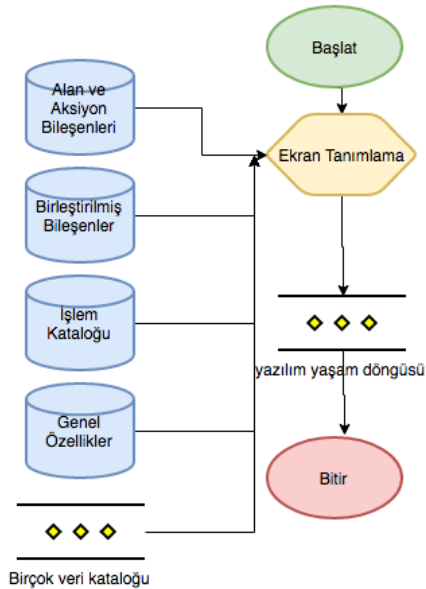 Başlat
Alan ve
Aksiyon
Bileşenleri
Ekran Tanımlama
Birleştirilmiş
Bileşenler
İşlem
Kataloğu
yazılım yaşam döngüsü
Genel
Özellikler
Bitir
Birçok veri kataloğu